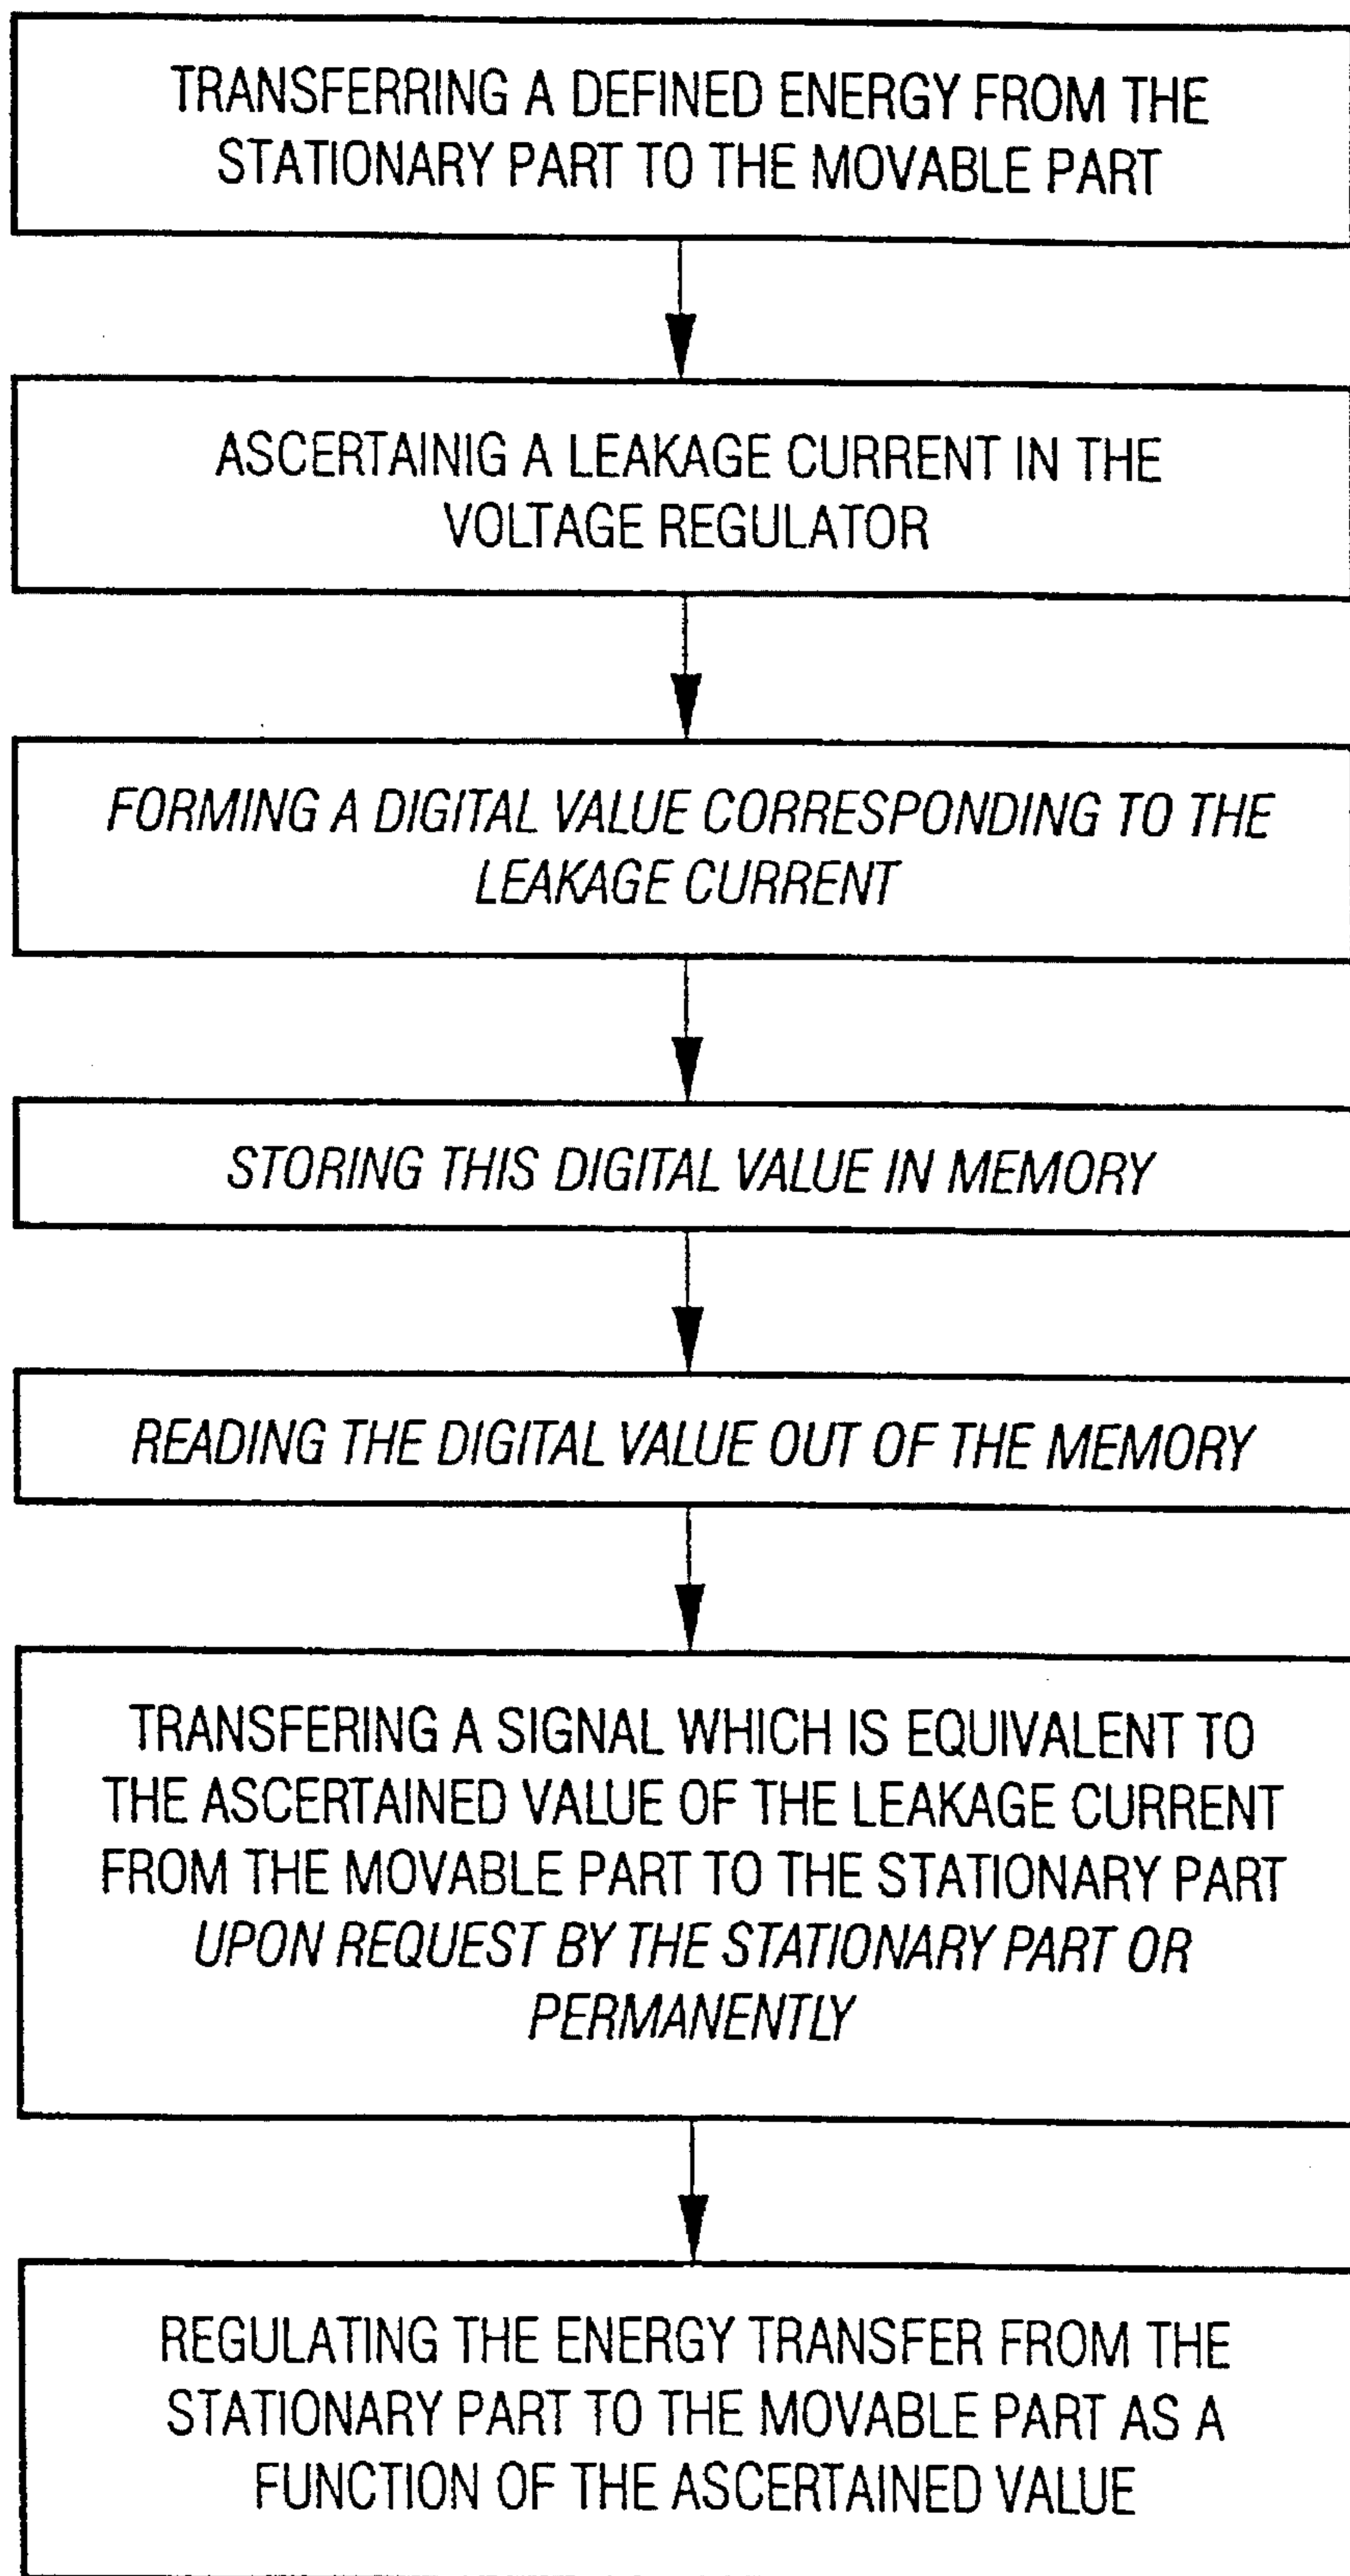 TRANSFERRING A DEFINED ENERGY FROM THE
STATIONARY PART TO THE MOVABLE PART
ASCERTAINIG A LEAKAGE CURRENT IN THE
VOLTAGE REGULATOR
FORMING A DIGITAL VALUE CORRESPONDING TO THE
LEAKAGE CURRENT
STORING THIS DIGITAL VALUE IN MEMORY
READING THE DIGITAL VALUE OUT OF THE MEMORY
TRANSFERING A SIGNAL WHICH IS EQUIVALENT TO
THE ASCERTAINED VALUE OF THE LEAKAGE CURRENT
FROM THE MOVABLE PART TO THE STATIONARY PART
UPON REQUEST BY THE STATIONARY PART OR
PERMANENTLY
REGULATING THE ENERGY TRANSFER FROM THE
STATIONARY PART TO THE MOVABLE PART AS A
FUNCTION OF THE ASCERTAINED VALUE